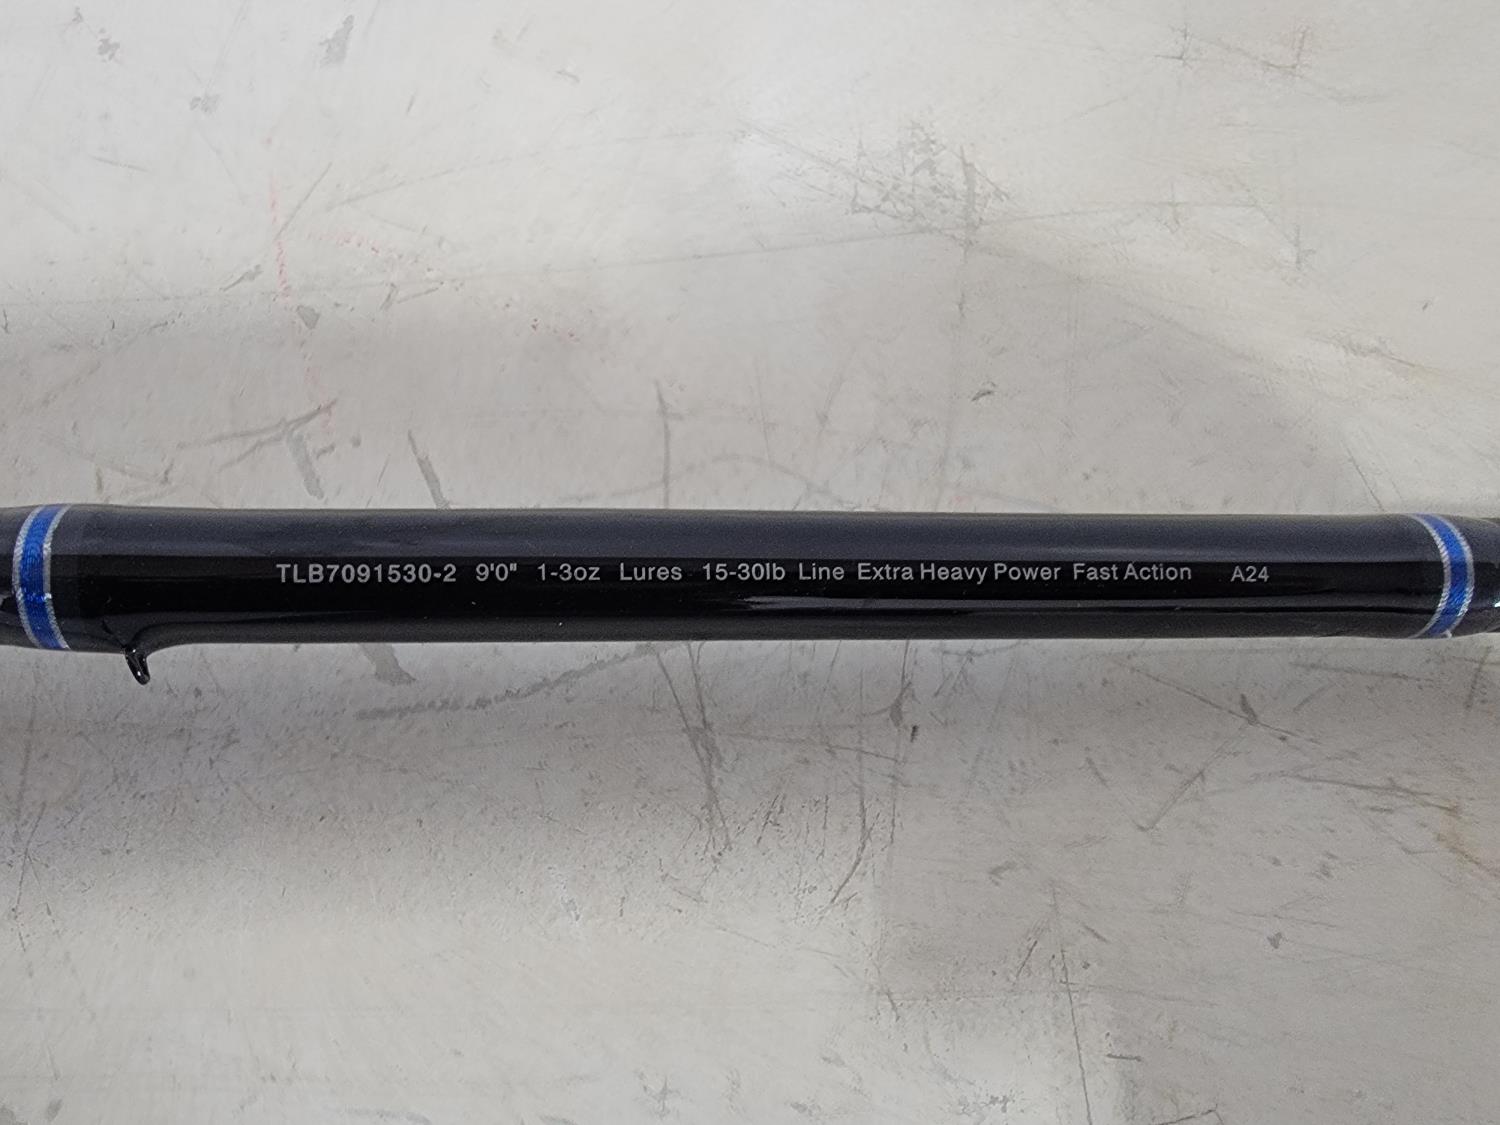 TLB7091530-2 9'0" 1-3oz Lures 15-30lb Line Extra Heavy Power Fast Action A24